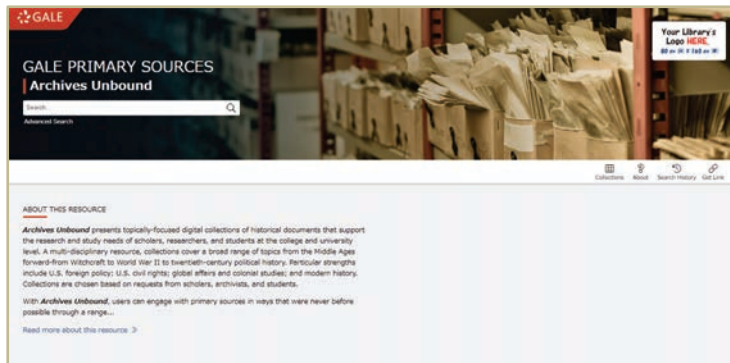 GALE
Your Library's
Logo HERE.
GALE PRIMARY SOURCES
Archives Unbound
Search...
Advanced Search
Collections About Search History Get Link
ABOUT THIS RESOURCE
Archives Unbound presents topically-focused digital collections of historical documents that support
the research and study needs of scholars, researchers, and students at the college and university
level. A multi-disciplinary resource, collections cover a broad range of topics from the Middle Ages
forward-from Witchcraft to World War II to twentieth-century political history. Particular strengths
include U.S. foreign policy; U.S. civil rights; global affairs and colonial studies; and modern history.
Collections are chosen based on requests from scholars, archivists, and students.
With Archives Unbound, users can engage with primary sources in ways that were never before
possible through a range...
Read more about this resource >